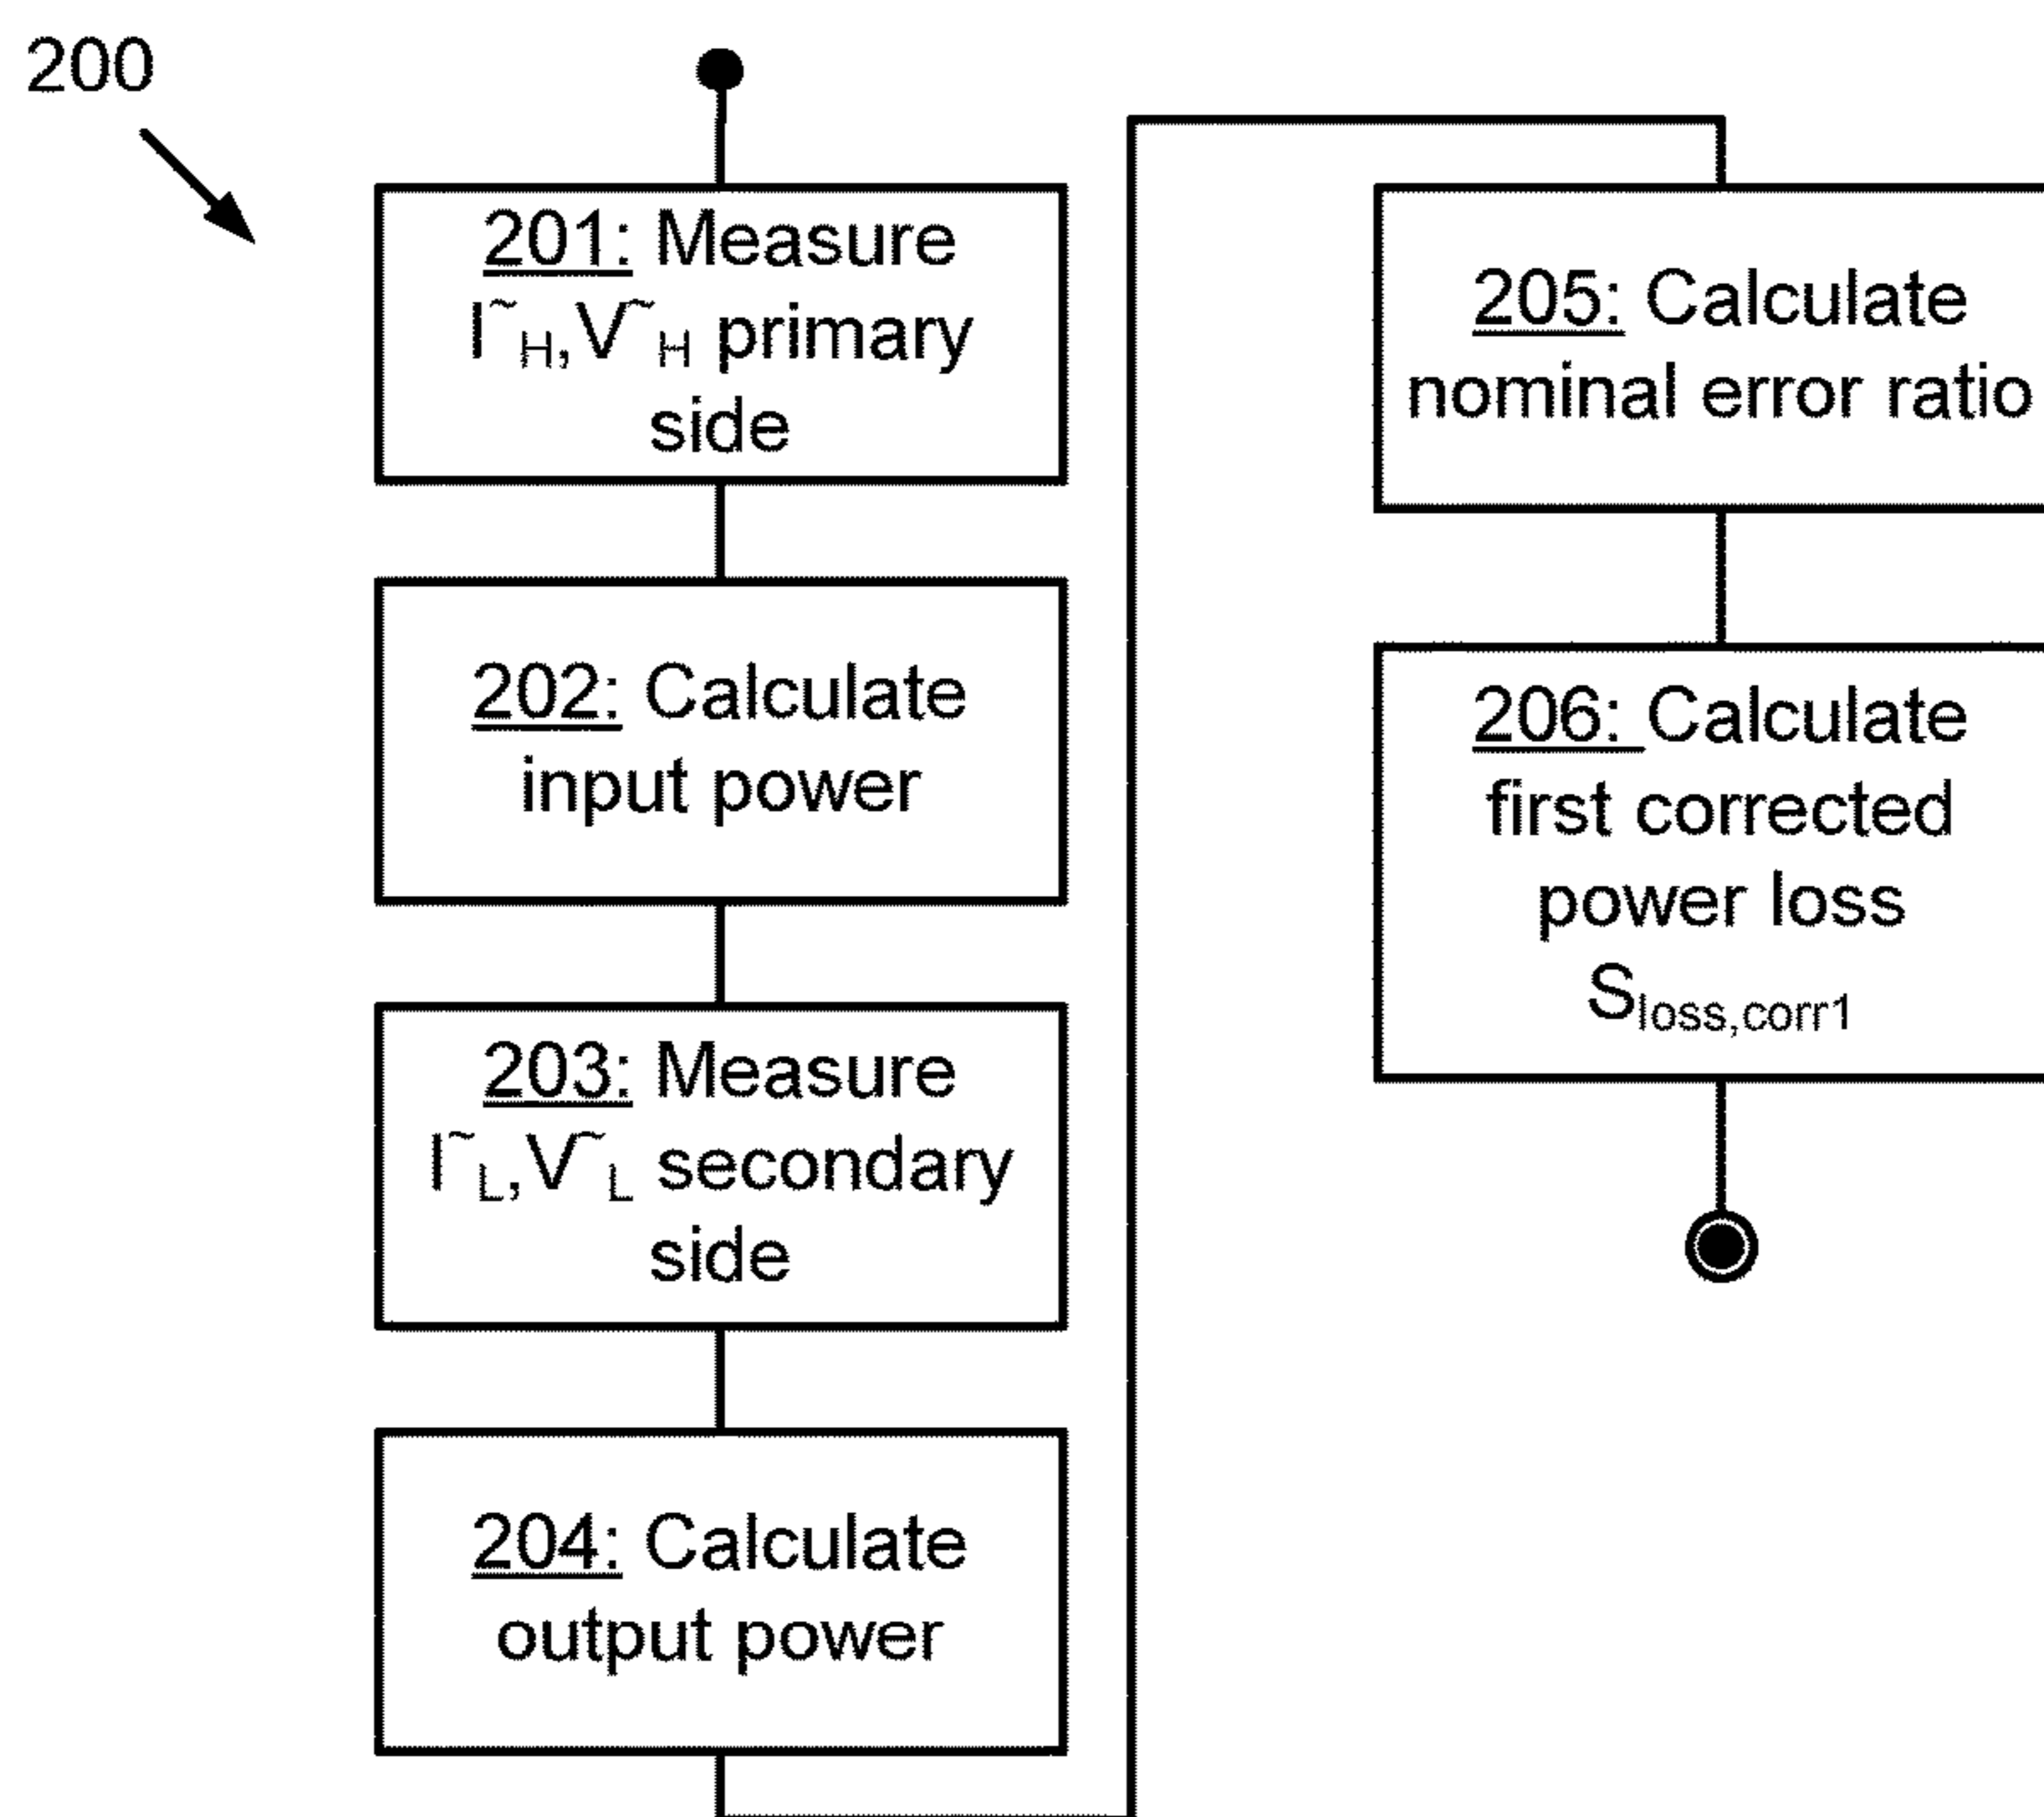 200
201: Measure
I~H,V~H primary
side
202: Calculate
input power
203: Measure
I~L,V~L secondary
side
204: Calculate
output power
205: Calculate
nominal error ratio
206: Calculate
first corrected
power loss
Sloss,corr1